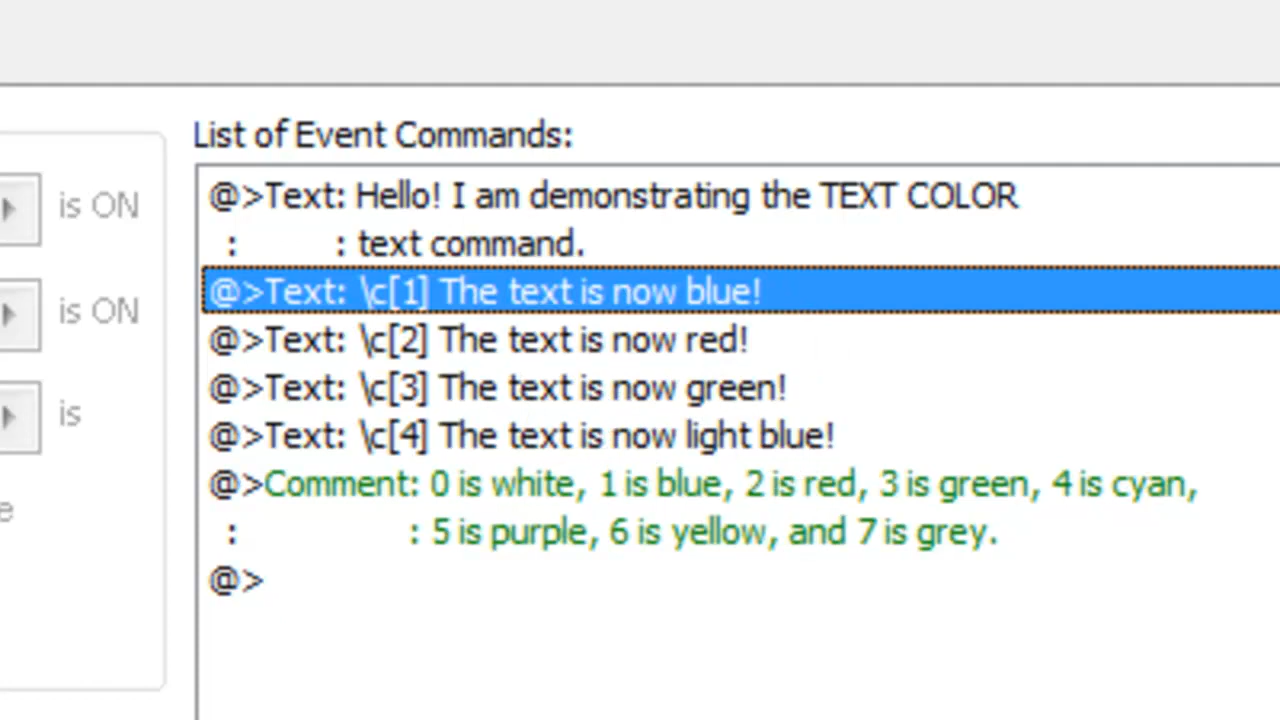 List of Event Commands:
@>Text: Hello! I am demonstrating the TEXT COLOR
is ON
: : text command.
@>Text: \c[1] The text is now blue!
is ON
@>Text: \c[2] The text is now red!
@>Text: \c[3] The text is now green!
is
@>Text: \c[4] The text is now light blue!
@>Comment: 0 is white, 1 is blue, 2 is red, 3 is green, 4 is cyan,
e
: : 5 is purple, 6 is yellow, and 7 is grey.
@>